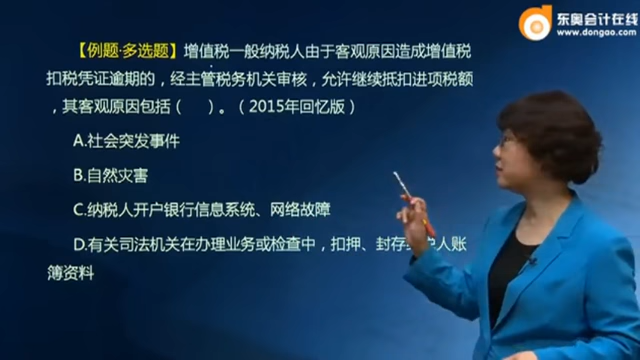 东奥会计在线
www.dongao.com
【例题·多选题】增值税一般纳税人由于客观原因造成增值税
扣税凭证逾期的，经主管税务机关审核，允许继续抵扣进项税额
，其客观原因包括（ ）。（2015年回忆版）
A.社会突发事件
B.自然灾害
C.纳税人开户银行信息系统、网络故障
D.有关司法机关在办理业务或检查中，扣押、封存 人账
簿资料